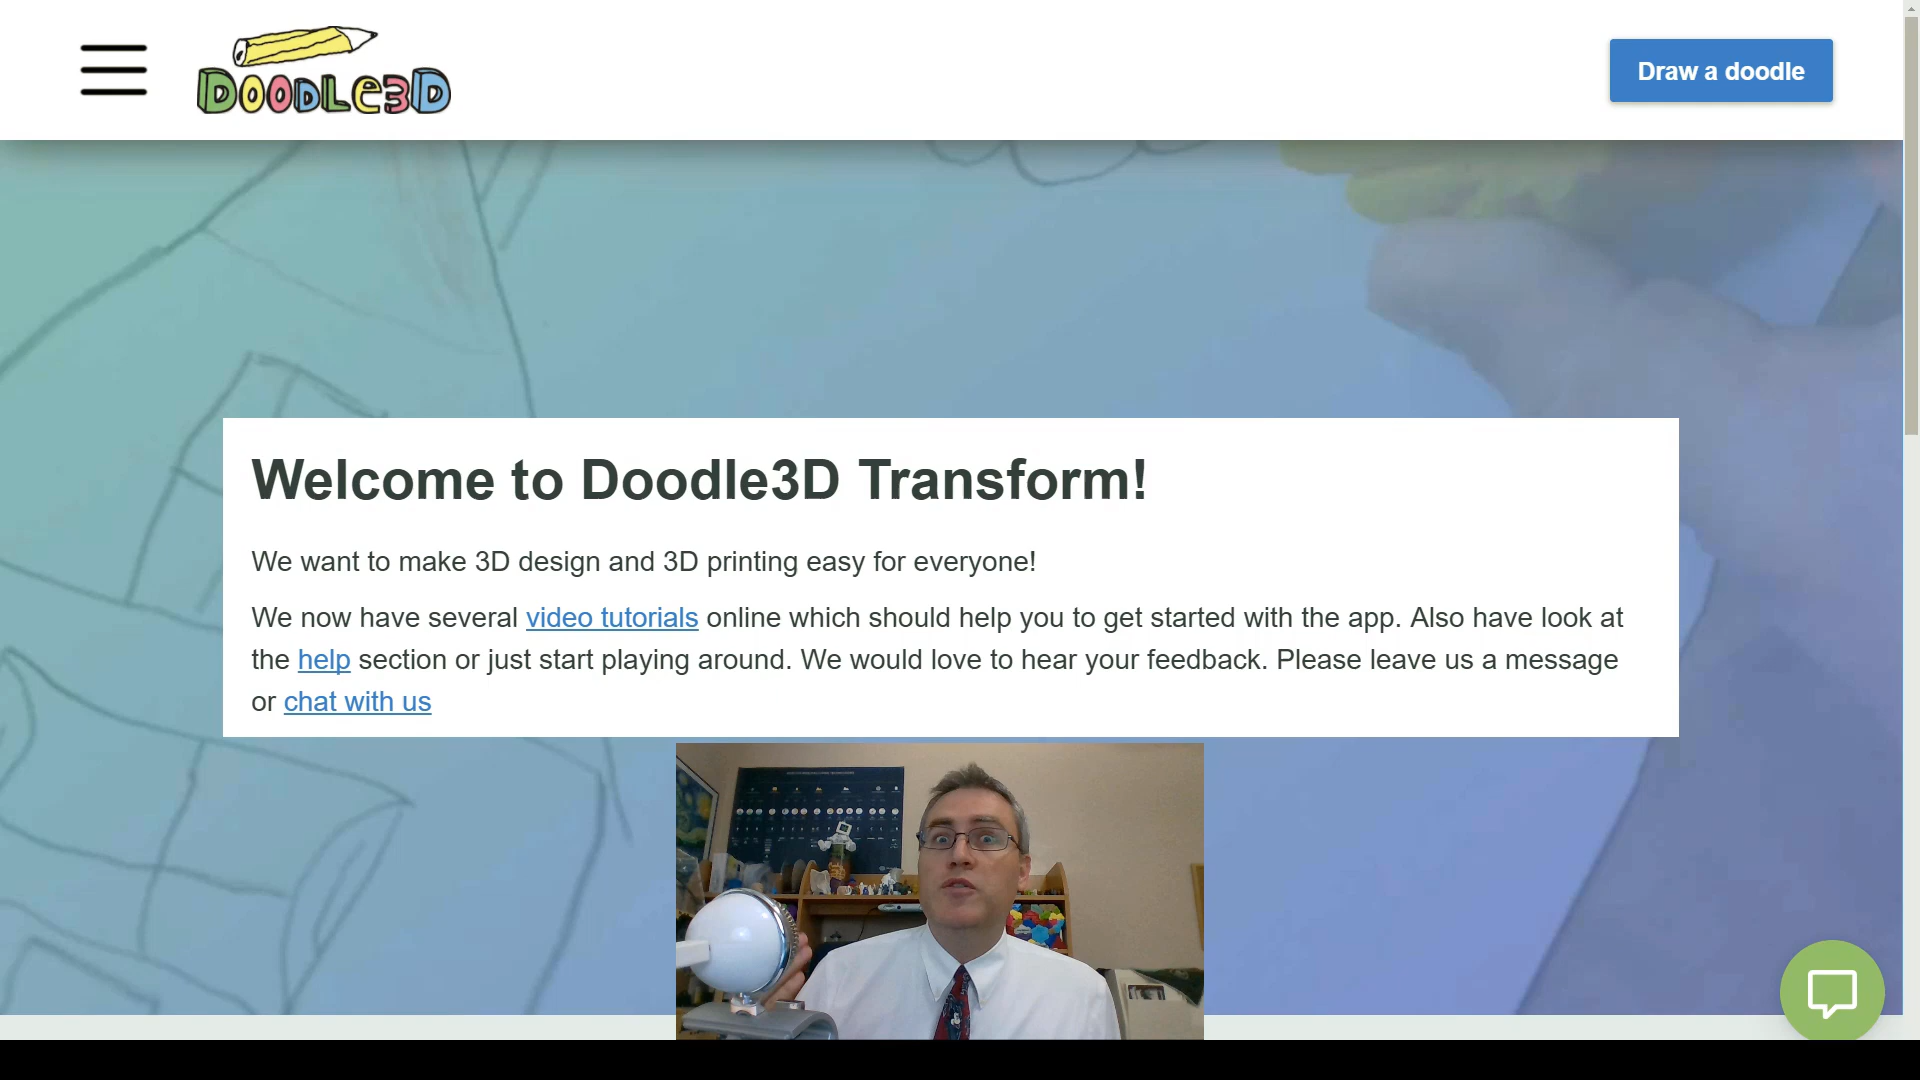 DOODLE3D
Draw a doodle
Welcome to Doodle3D Transform!
We want to make 3D design and 3D printing easy for everyone!
We now have several video tutorials online which should help you to get started with the app. Also have look at
the help section or just start playing around. We would love to hear your feedback. Please leave us a message
or chat with us